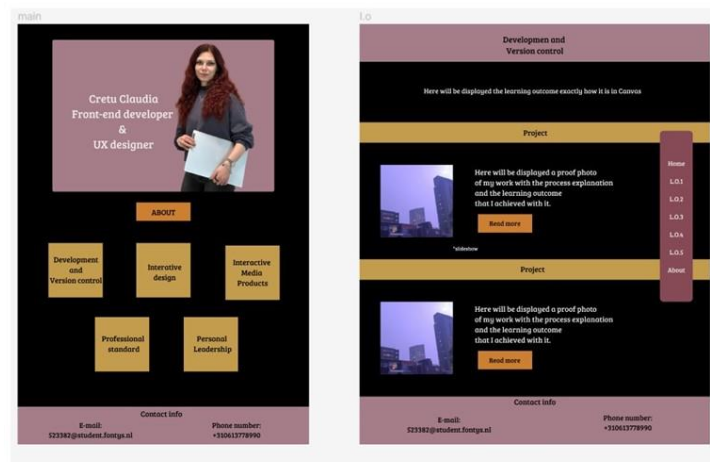 main
Cretu Claudia
Front-end developer
&
UX designer
ABOUT
Development
and
Version control
Interative
design
Interactive
Media
Products
Professional
standard
Personal
Leadership
Contact info
E-mail:
523382@student.fontys.nl
Phone number:
+310613778990
l.o
Developmen and
Version control
Here will be displayed the learning outcome exactly how it is in Canvas
Project
Here will be displayed a proof photo
of my work with the process explanation
and the learning outcome
that I achieved with it.
Read more
*slideshow
Project
Here will be displayed a proof photo
of my work with the process explanation
and the learning outcome
that I achieved with it.
Read more
Home
L.O.1
L.O.2
L.O.3
L.O.4
L.O.5
About
Contact info
E-mail:
523382@student.fontys.nl
Phone number:
+310613778990